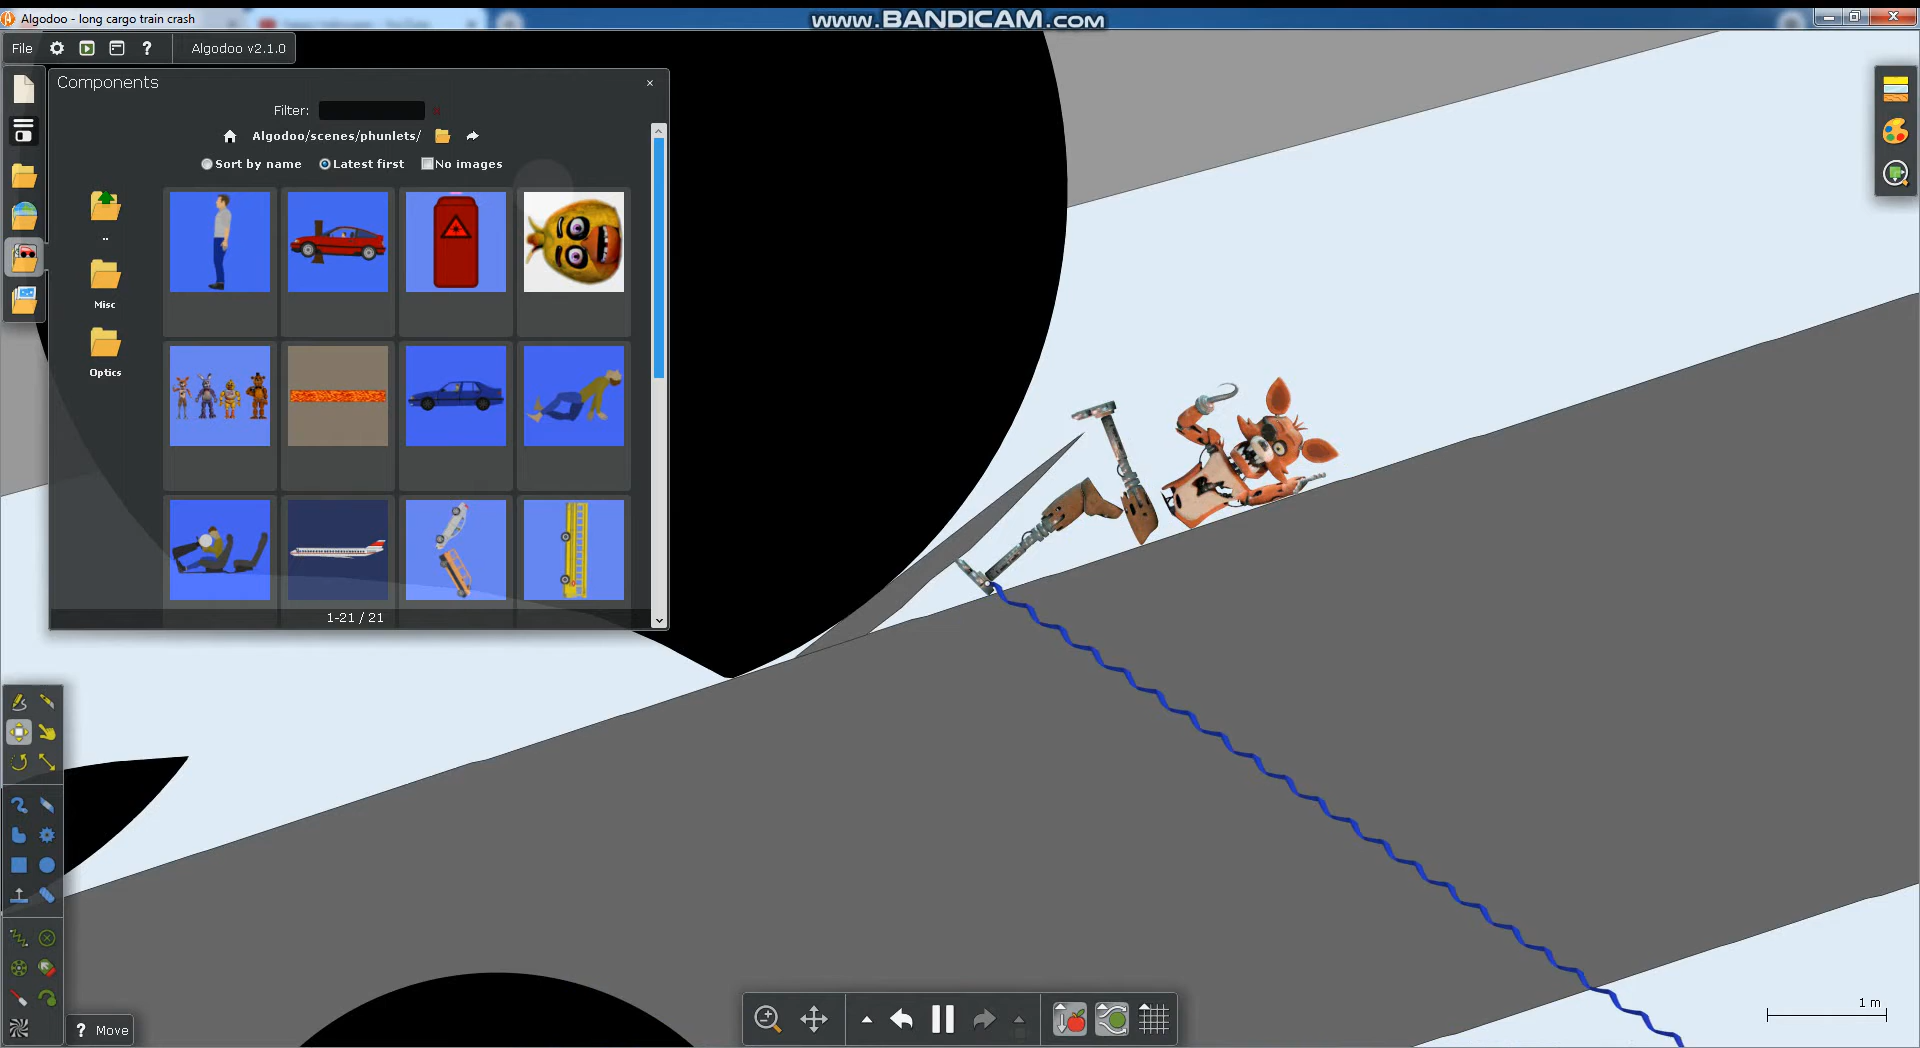 Algodoo - long cargo train crash
www.BANDICAM.com
File
?
Algodoo v2.1.0
Components
Filter:
Algodoo/scenes/phunlets/
Sort by name
Latest first
No images
..
Misc
Optics
1-21 / 21
? Move
1 m